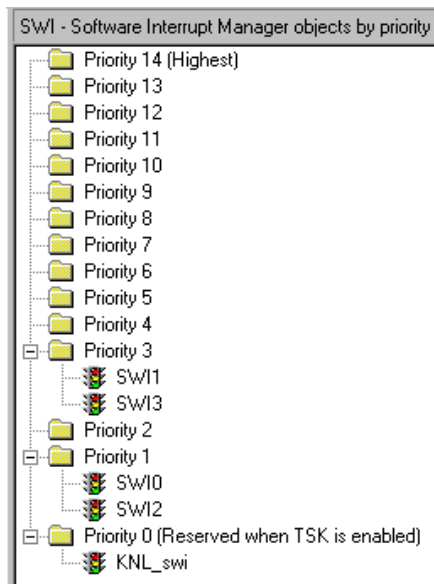 SWI - Software Interrupt Manager objects by priority
Priority 14 (Highest)
Priority 13
Priority 12
Priority 11
Priority 10
Priority 9
Priority 8
Priority 7
Priority 6
Priority 5
Priority 4
Priority 3
SWI1
SWI3
Priority 2
Priority 1
SWI0
SWI2
Priority 0 (Reserved when TSK is enabled)
KNL_swi